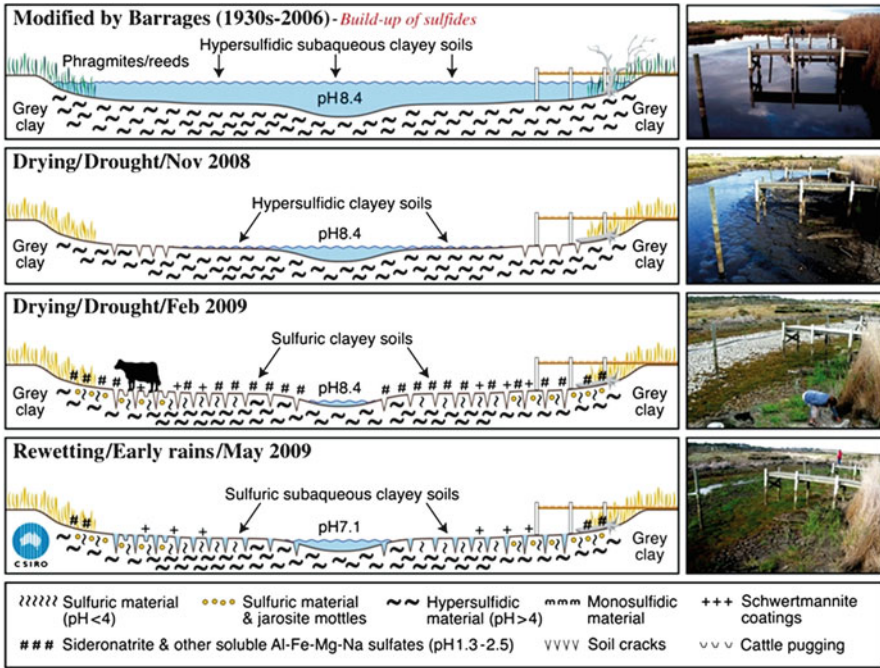 Modified by Barrages (1930s-2006) - Build-up of sulfides
Hypersulfidic subaqueous clayey soils
Phragmites/reeds
pH8.4
Grey clay
Grey clay
Drying/Drought/Nov 2008
Hypersulfidic clayey soils
pH8.4
Grey clay
Grey clay
Drying/Drought/Feb 2009
Sulfuric clayey soils
pH8.4
Grey clay
Grey clay
Rewetting/Early rains/May 2009
Sulfuric subaqueous clayey soils
pH7.1
CSIRO
Grey clay
Sulfuric material (pH<4)
Sulfuric material & jarosite mottles
Hypersulfidic material (pH>4)
Monosulfidic material
+++ Schwertmannite coatings
### Sideronatrite & other soluble Al-Fe-Mg-Na sulfates (pH1.3-2.5)
Soil cracks
Cattle pugging